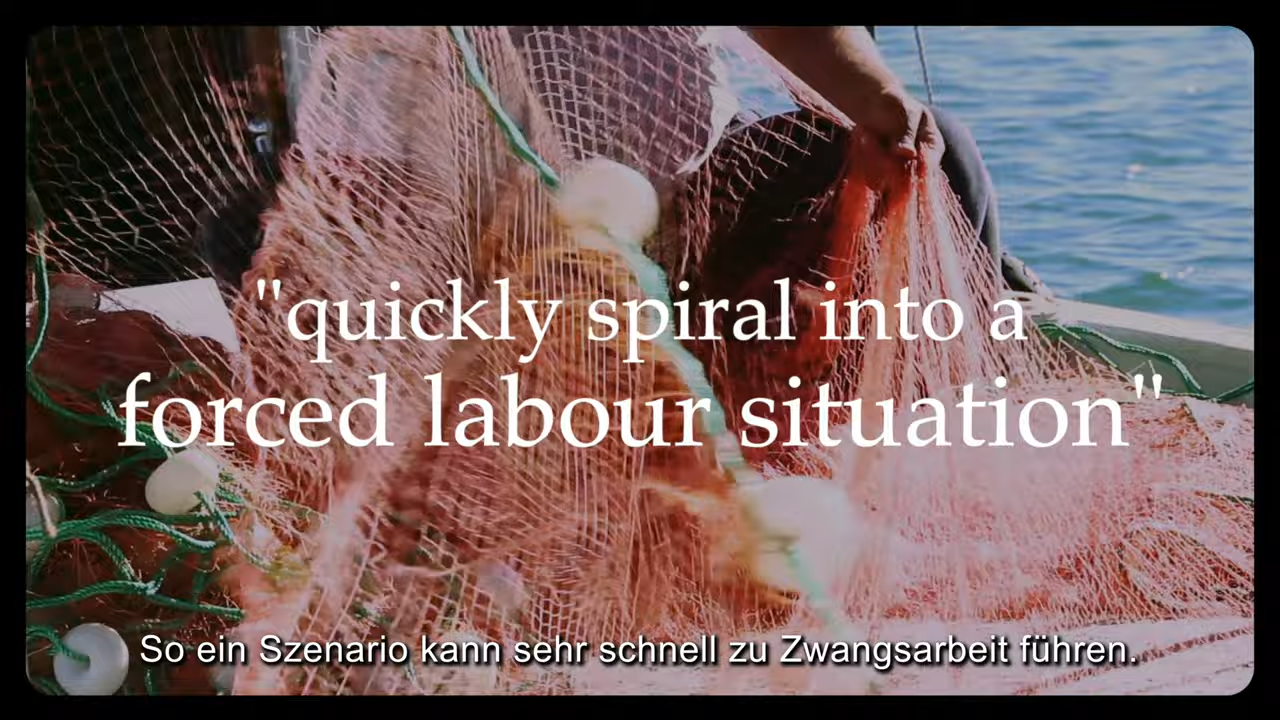 "quickly spiral into a
forced labour situation"
So ein Szenario kann sehr schnell zu Zwangsarbeit führen.